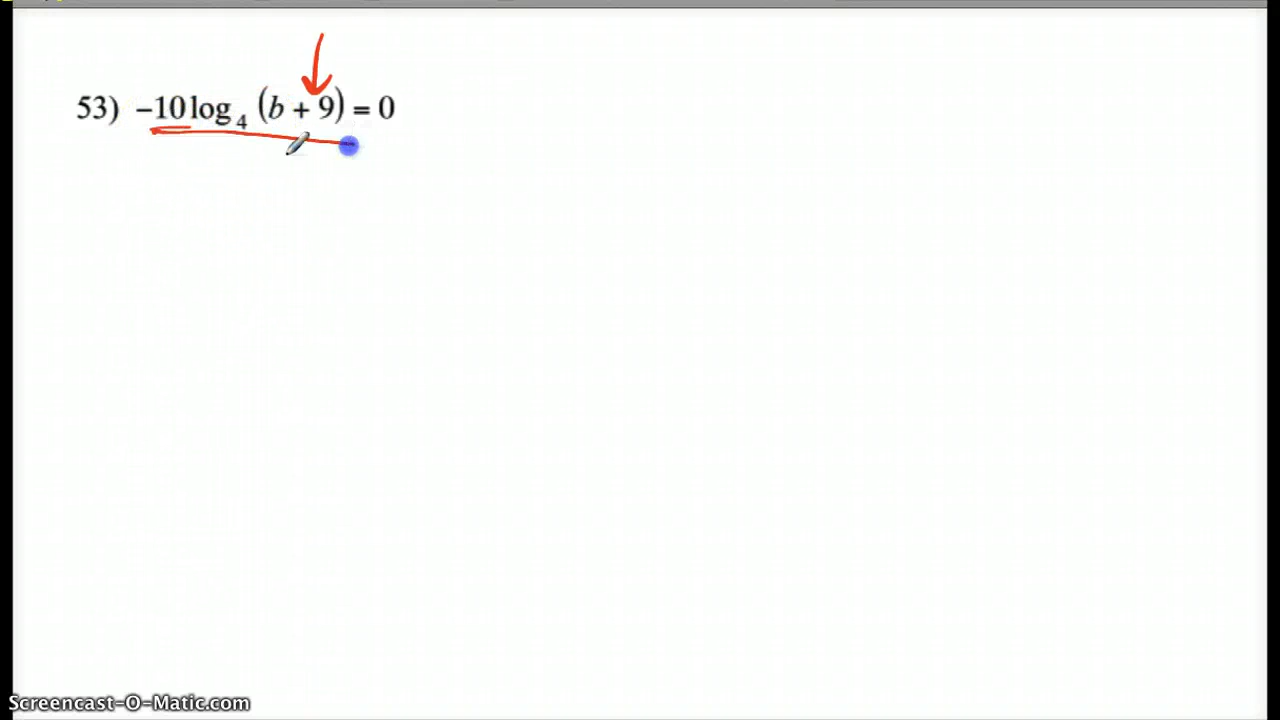 53) −10 log₄ (b + 9) = 0
Screencast-O-Matic.com